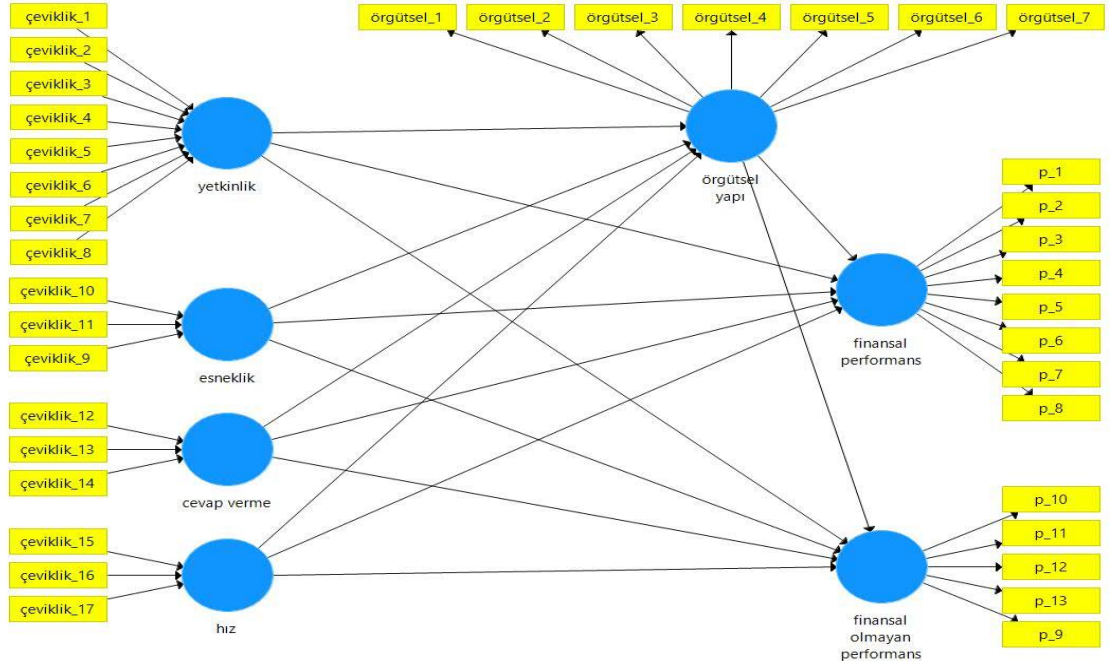 çeviklik_1
çeviklik_2
çeviklik_3
çeviklik_4
çeviklik_5
çeviklik_6
çeviklik_7
çeviklik_8
yetkinlik
çeviklik_10
çeviklik_11
çeviklik_9
esneklik
çeviklik_12
çeviklik_13
çeviklik_14
cevap verme
çeviklik_15
çeviklik_16
çeviklik_17
hız
örgütsel_1
örgütsel_2
örgütsel_3
örgütsel_4
örgütsel_5
örgütsel_6
örgütsel_7
örgütsel
yapı
p_1
p_2
p_3
p_4
p_5
p_6
p_7
p_8
finansal
performans
p_10
p_11
p_12
p_13
p_9
finansal
olmayan
performans